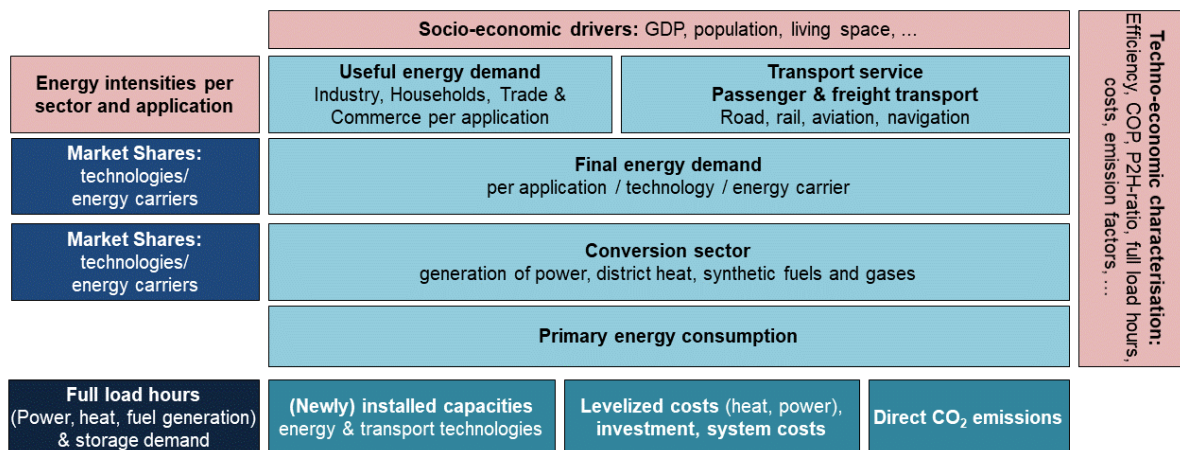 Socio-economic drivers: GDP, population, living space, ...
Energy intensities per
sector and application
Useful energy demand
Industry, Households, Trade &
Commerce per application
Transport service
Passenger & freight transport
Road, rail, aviation, navigation
Market Shares:
technologies/
energy carriers
Final energy demand
per application / technology / energy carrier
Market Shares:
technologies/
energy carriers
Conversion sector
generation of power, district heat, synthetic fuels and gases
Primary energy consumption
Full load hours
(Power, heat, fuel generation)
& storage demand
(Newly) installed capacities
energy & transport technologies
Levelized costs (heat, power),
investment, system costs
Direct CO₂ emissions
Techno-economic characterisation:
Efficiency, COP, P2H-ratio, full load hours,
costs, emission factors, ...